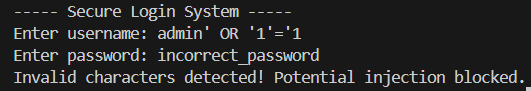 ----- Secure Login System -----
Enter username: admin' OR '1'='1
Enter password: incorrect_password
Invalid characters detected! Potential injection blocked.